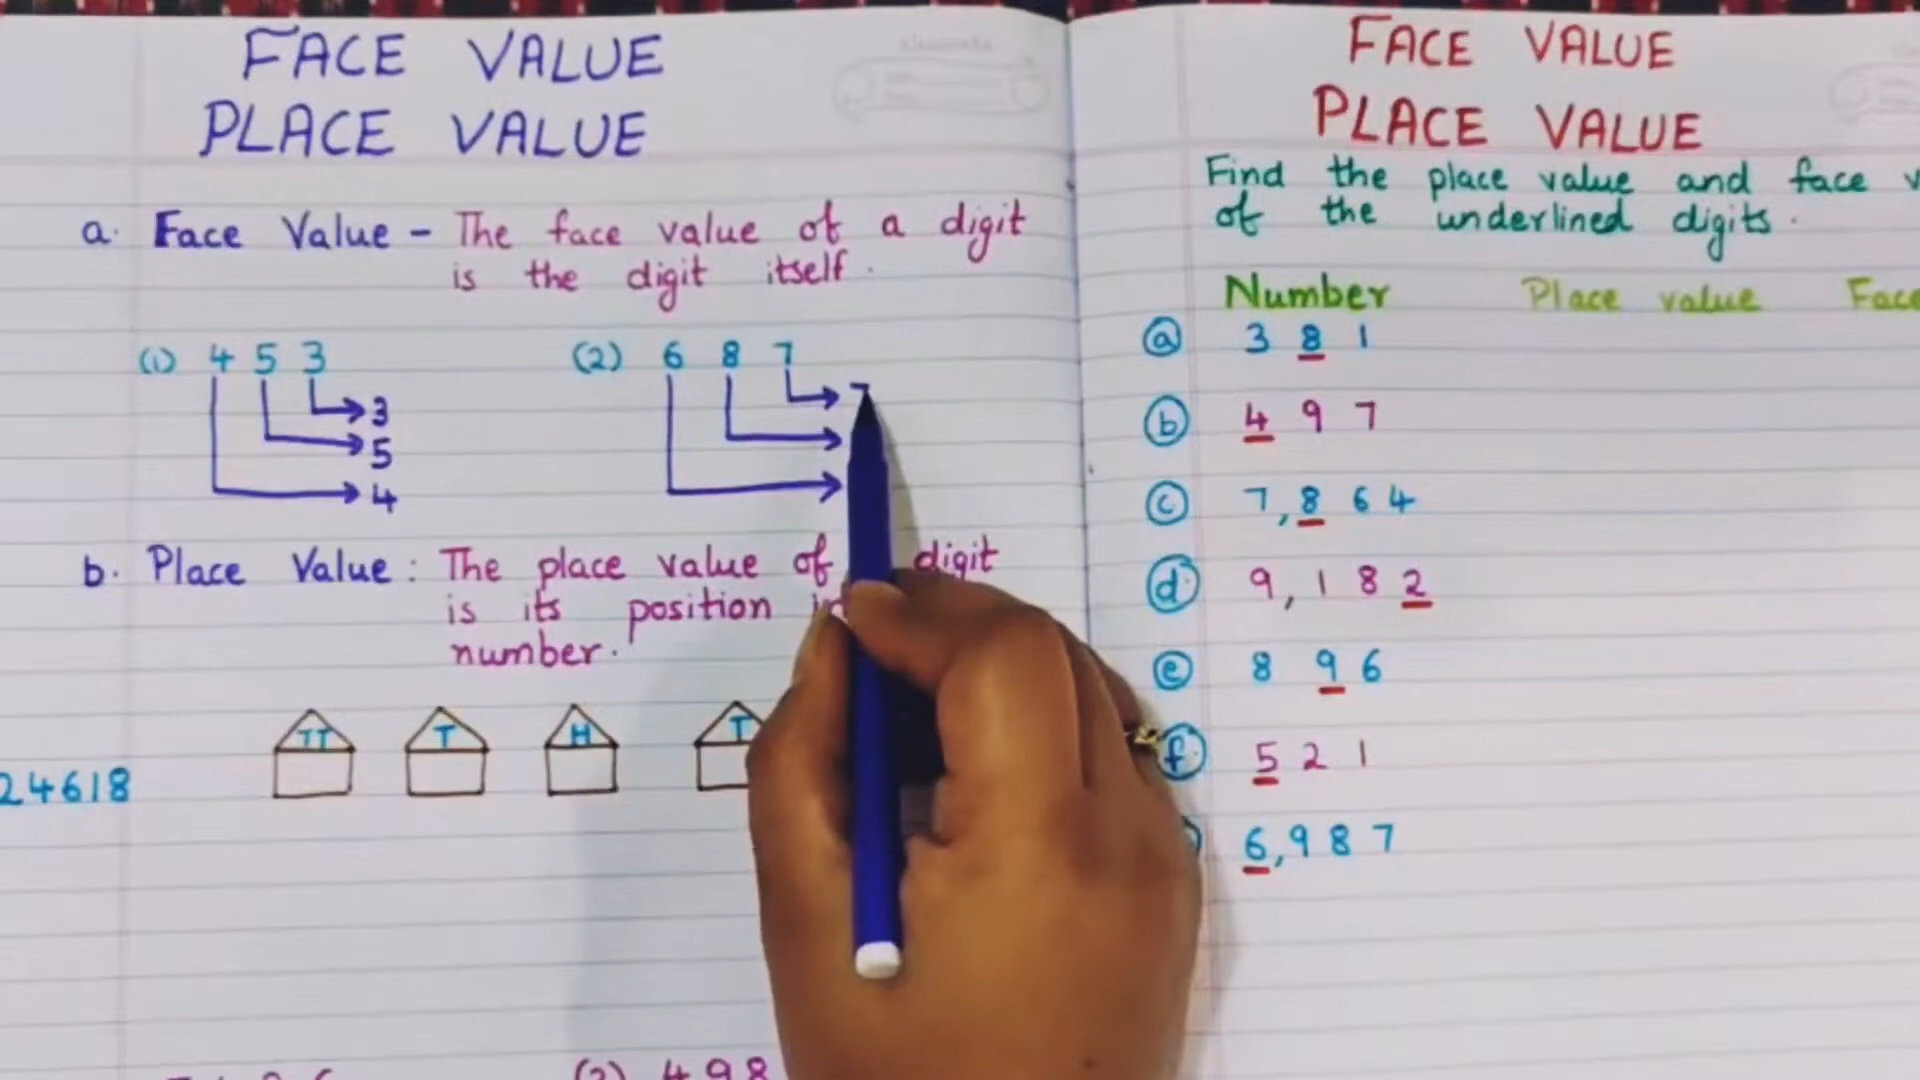 FACE VALUE
PLACE VALUE
a. Face Value - The face value of a digit
is the digit itself.
(1) 4 5 3
3
5
4
(2) 6 8 7
7
b. Place Value : The place value of digit
is its position
number.
TT T H T
24618
(2) 498
FACE VALUE
PLACE VALUE
Find the place value and face
of the underlined digits.
Number Place value Face
(a) 3 8 1
(b) 4 9 7
(c) 7,8 6 4
(d) 9,1 8 2
(e) 8 9 6
(f) 5 2 1
6,9 8 7